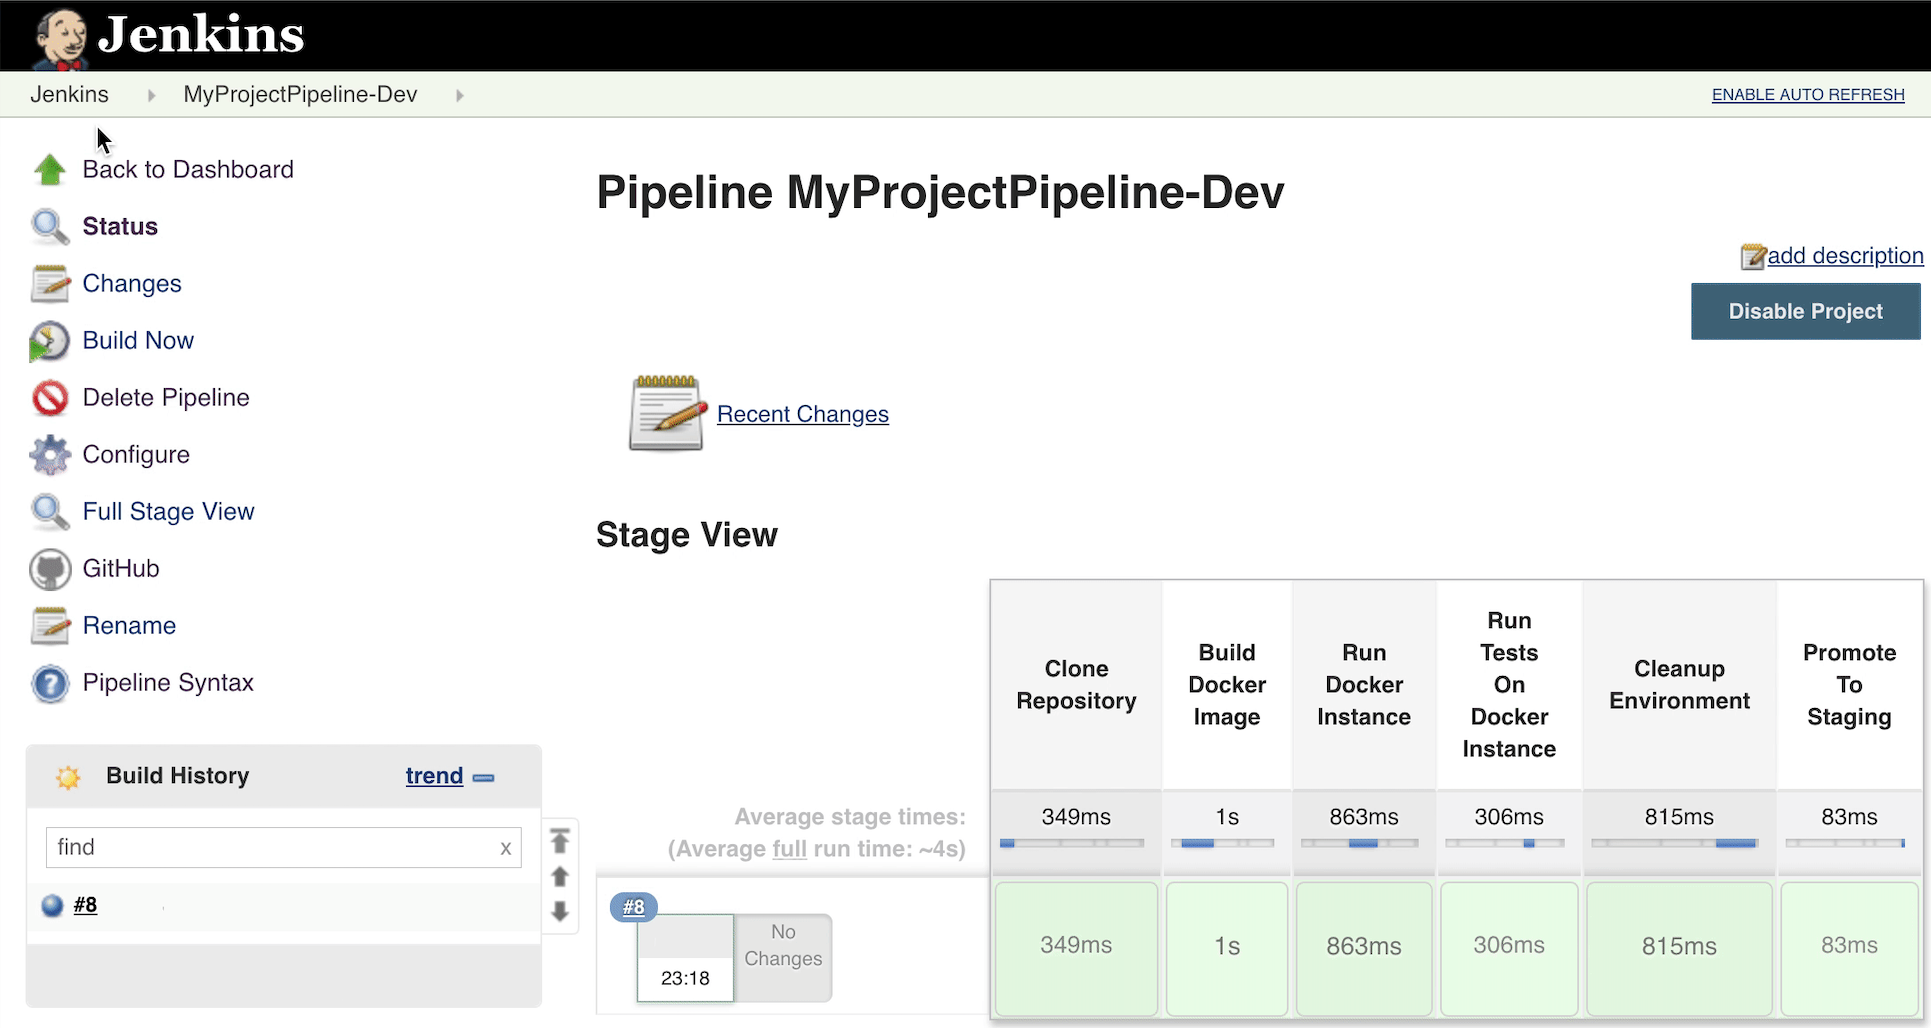 Jenkins
Jenkins
MyProjectPipeline-Dev
ENABLE AUTO REFRESH
Back to Dashboard
Status
Changes
Build Now
Delete Pipeline
Configure
Full Stage View
GitHub
Rename
Pipeline Syntax
Build History
trend
find
x
#8
Pipeline MyProjectPipeline-Dev
add description
Disable Project
Recent Changes
Stage View
Average stage times:
(Average full run time: ~4s)
Clone
Repository
Build
Docker
Image
Run
Docker
Instance
Run
Tests
On
Docker
Instance
Cleanup
Environment
Promote
To
Staging
349ms
1s
863ms
306ms
815ms
83ms
#8
23:18
No
Changes
349ms
1s
863ms
306ms
815ms
83ms